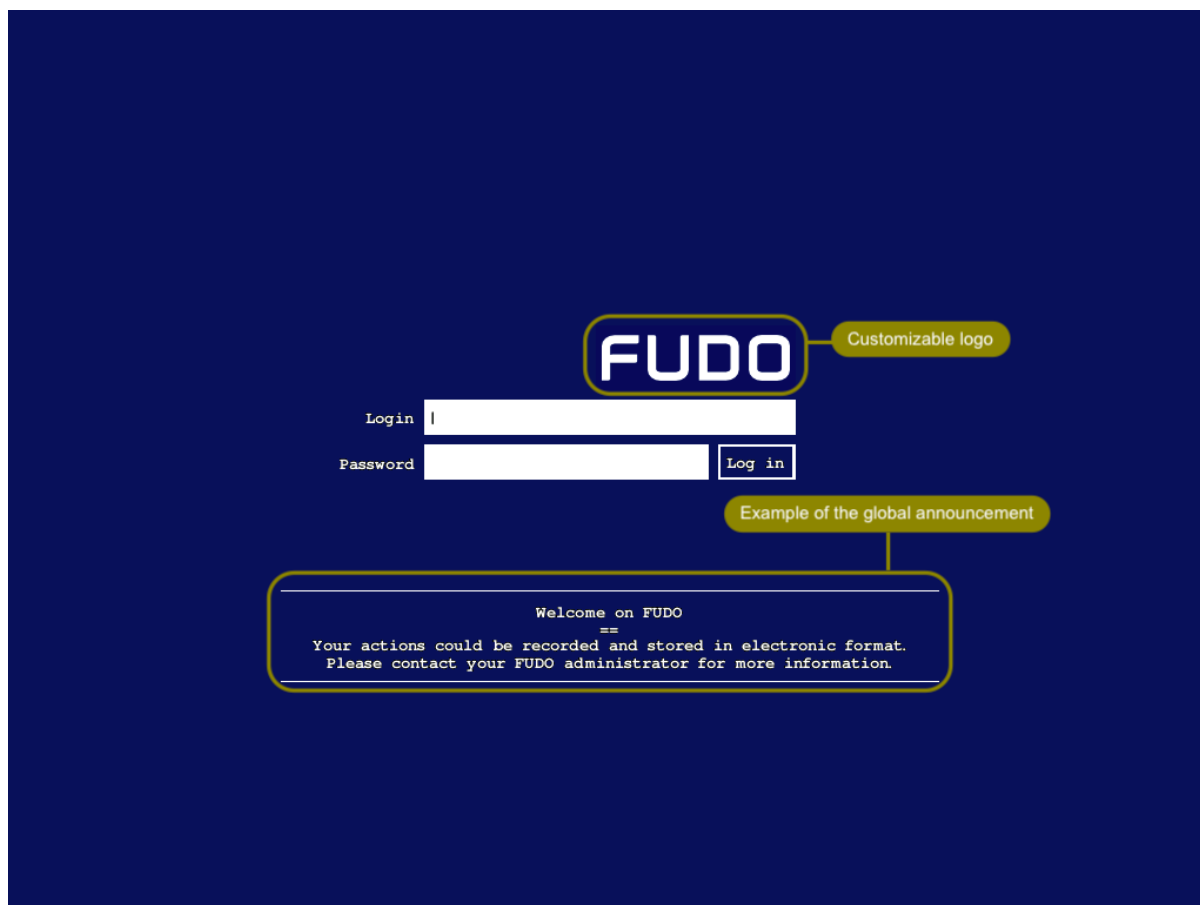 FUDO
Customizable logo
Login
Password
Log in
Example of the global announcement
Welcome on FUDO
==
Your actions could be recorded and stored in electronic format.
Please contact your FUDO administrator for more information.